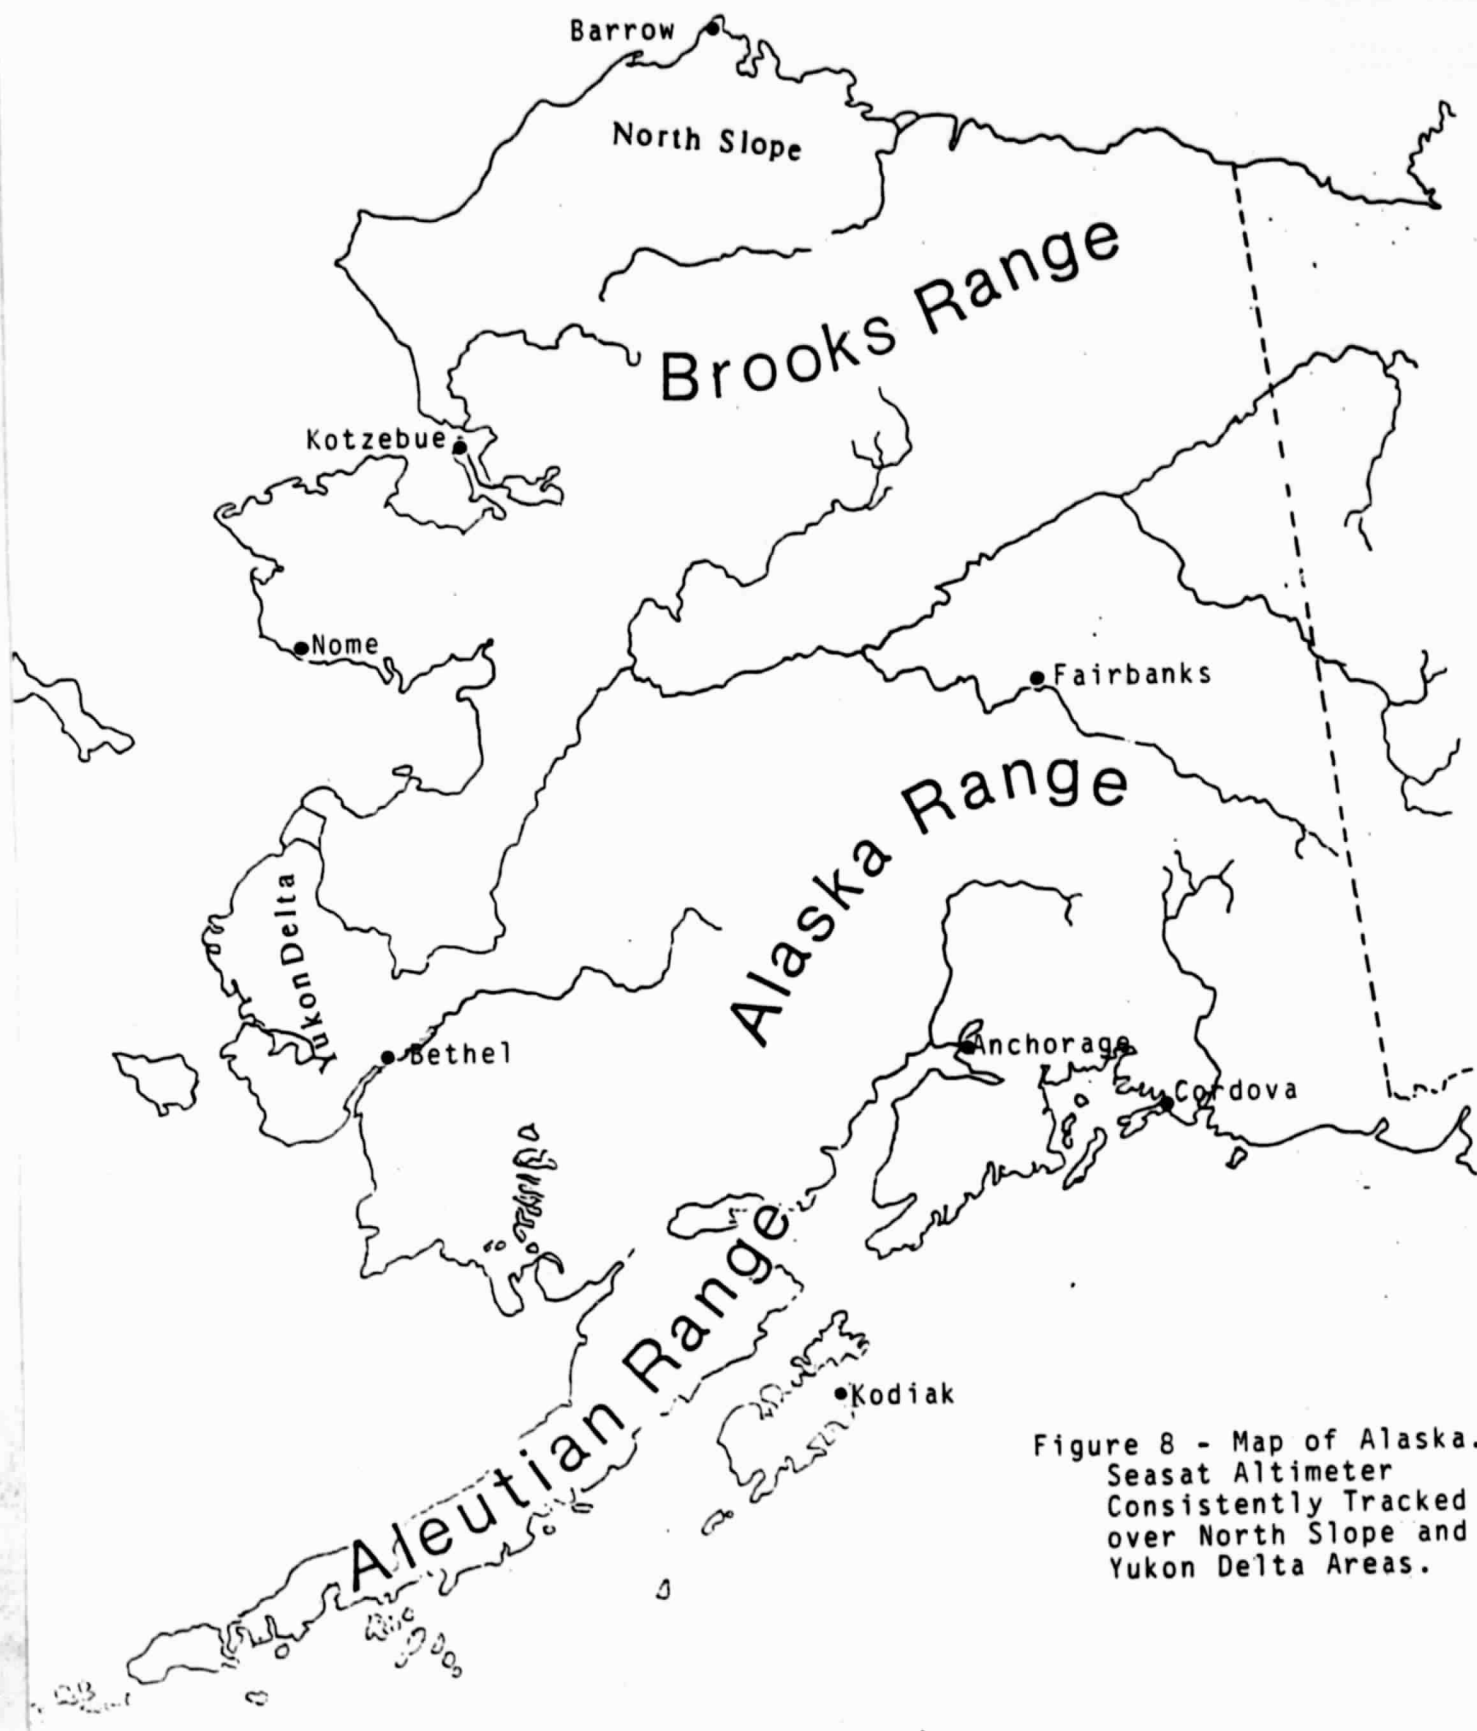 Barrow
North Slope
Brooks Range
Kotzebue
Nome
Fairbanks
Alaska Range
Yukon Delta
Bethel
Anchorage
Cordova
Aleutian Range
Kodiak
Figure 8 - Map of Alaska.
Seasat Altimeter
Consistently Tracked
over North Slope and
Yukon Delta Areas.